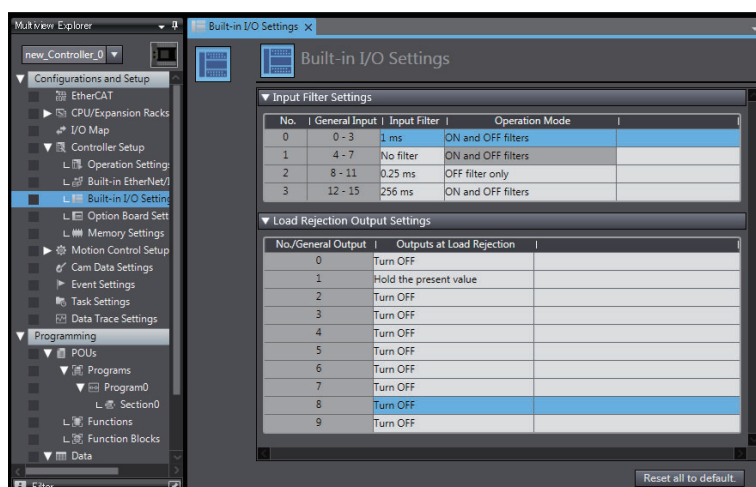 Multiview Explorer
new_Controller_0
Configurations and Setup
EtherCAT
CPU/Expansion Racks
I/O Map
Controller Setup
Operation Settings
Built-in EtherNet/I
Built-in I/O Setting
Option Board Sett
Memory Settings
Motion Control Setup
Cam Data Settings
Event Settings
Task Settings
Data Trace Settings
Programming
POUs
Programs
Program0
Section0
Functions
Function Blocks
Data
Filter
Built-in I/O Settings
Built-in I/O Settings
Input Filter Settings
No. General Input Input Filter Operation Mode
0 0 - 3 1 ms ON and OFF filters
1 4 - 7 No filter ON and OFF filters
2 8 - 11 0.25 ms OFF filter only
3 12 - 15 256 ms ON and OFF filters
Load Rejection Output Settings
No./General Output Outputs at Load Rejection
0 Turn OFF
1 Hold the present value
2 Turn OFF
3 Turn OFF
4 Turn OFF
5 Turn OFF
6 Turn OFF
7 Turn OFF
8 Turn OFF
9 Turn OFF
Reset all to default.